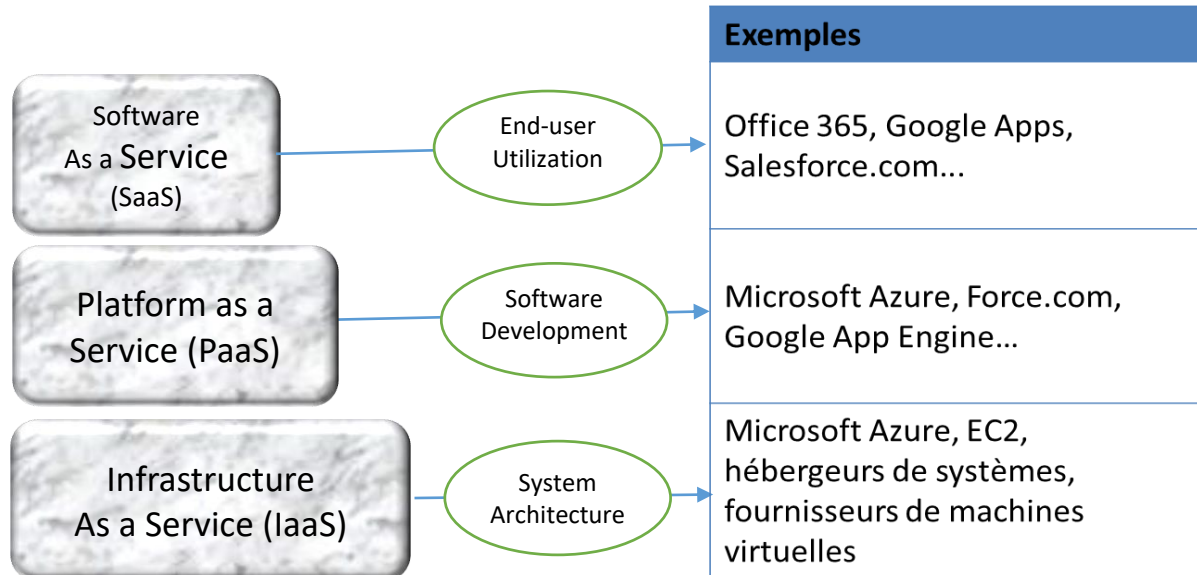 Exemples
Software
As a Service
(SaaS)
End-user
Utilization
Office 365, Google Apps,
Salesforce.com...
Platform as a
Service (PaaS)
Software
Development
Microsoft Azure, Force.com,
Google App Engine…
Infrastructure
As a Service (IaaS)
System
Architecture
Microsoft Azure, EC2,
hébergeurs de systèmes,
fournisseurs de machines
virtuelles